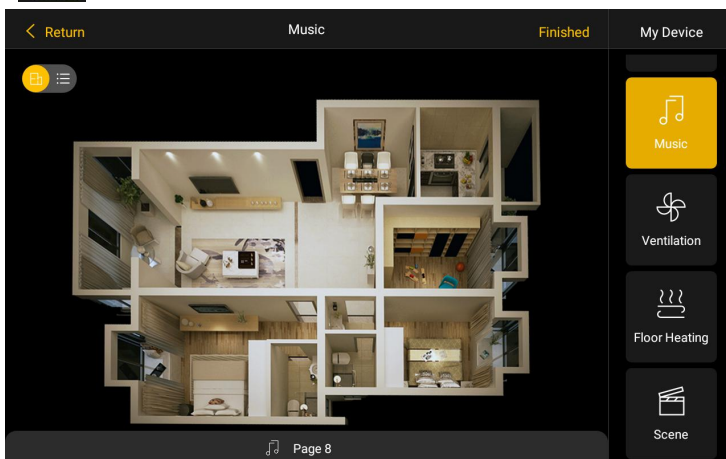 Return
Music
Finished
My Device
Music
Ventilation
Floor Heating
Scene
Page 8